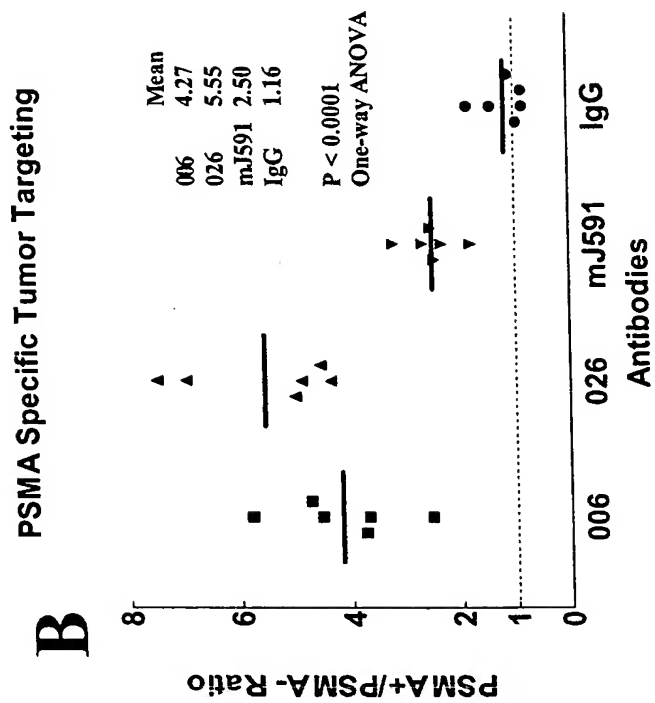 B
PSMA Specific Tumor Targeting
PSMA+/PSMA- Ratio
8
6
4
2
1
0
Mean
006 4.27
026 5.55
mJ591 2.50
IgG 1.16
P < 0.0001
One-way ANOVA
006 026 mJ591 IgG
Antibodies